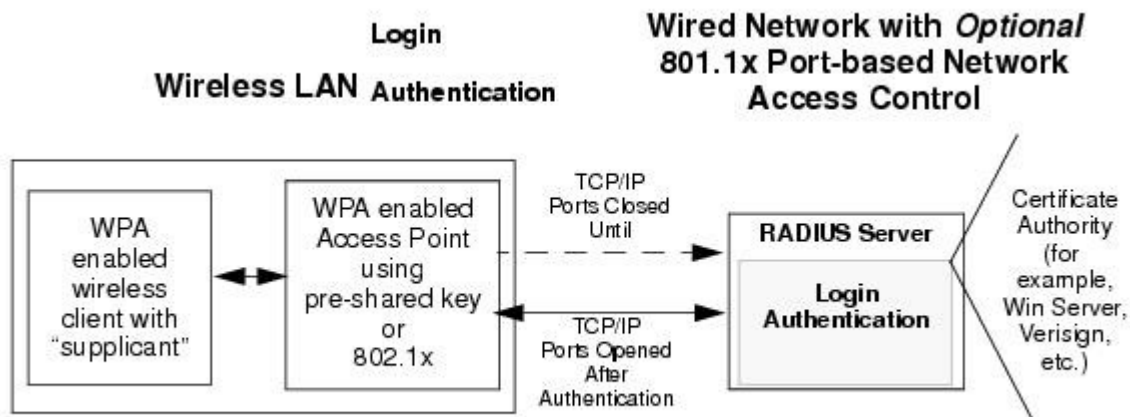 Login
Wireless LAN Authentication
Wired Network with Optional
801.1x Port-based Network
Access Control
WPA
enabled
wireless
client with
“supplicant”
WPA enabled
Access Point
using
pre-shared key
or
802.1x
TCP/IP
Ports Closed
Until
TCP/IP
Ports Opened
After
Authentication
RADIUS Server
Login
Authentication
Certificate
Authority
(for
example,
Win Server,
Verisign,
etc.)